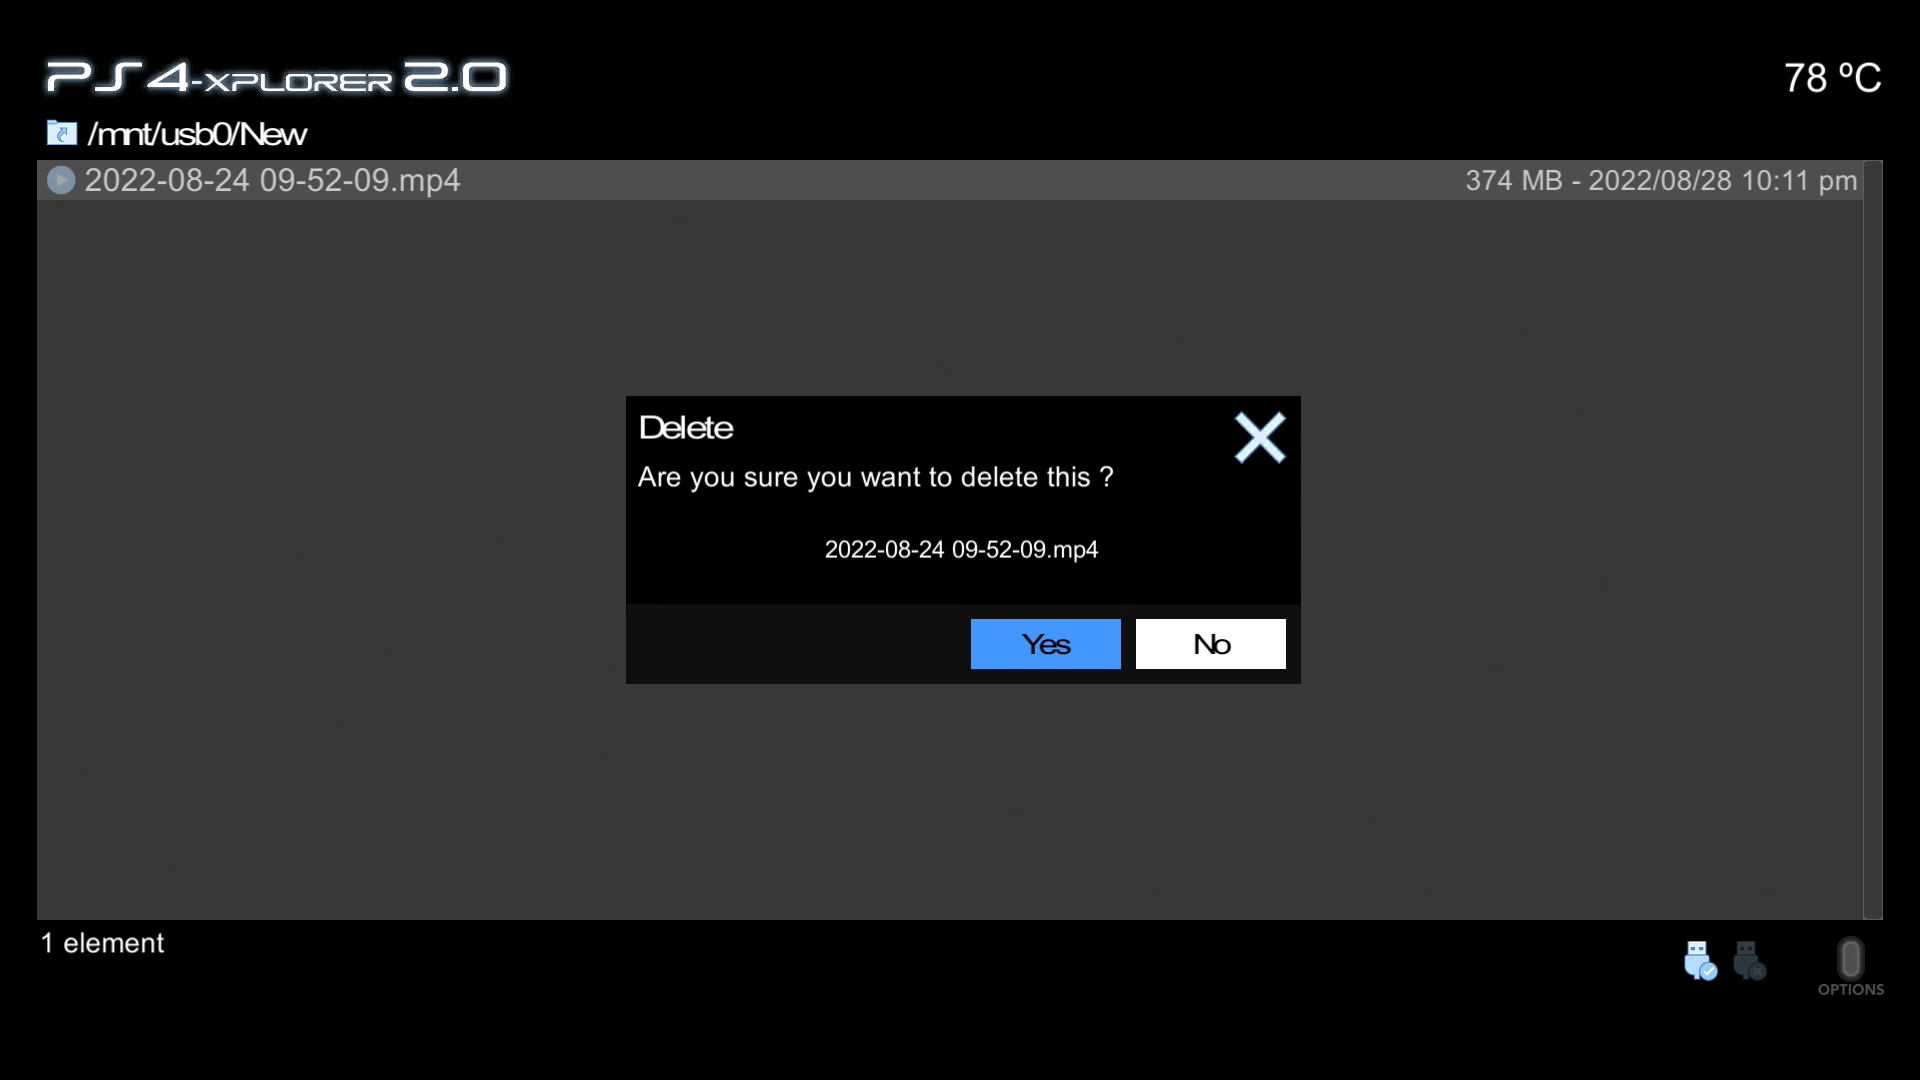 PS4-XPLORER 2.0
78 ºC
/mnt/usb0/New
2022-08-24 09-52-09.mp4
374 MB - 2022/08/28 10:11 pm
Delete
Are you sure you want to delete this ?
2022-08-24 09-52-09.mp4
Yes
No
1 element
OPTIONS